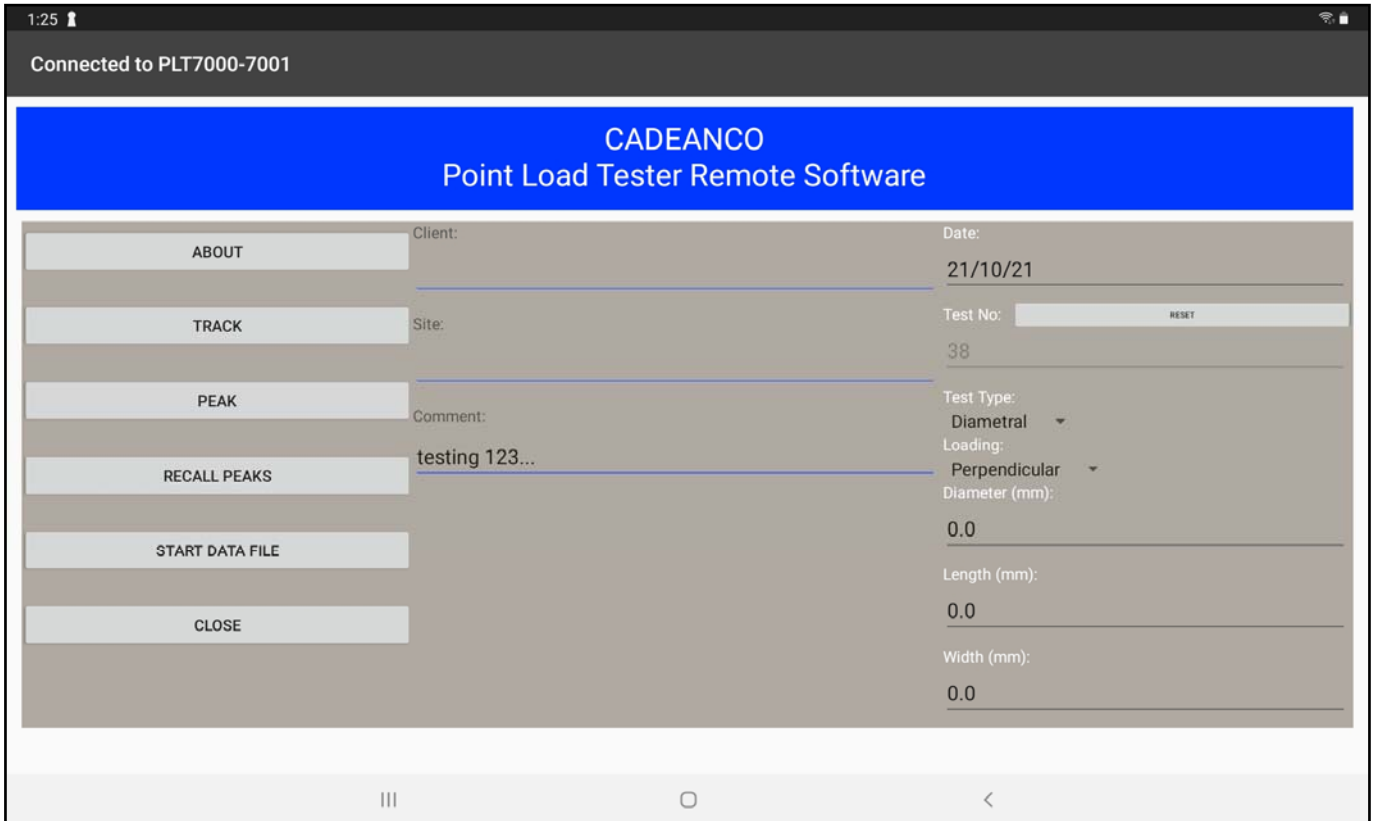 1:25
Connected to PLT7000-7001
CADEANCO
Point Load Tester Remote Software
ABOUT
TRACK
PEAK
RECALL PEAKS
START DATA FILE
CLOSE
Client:
Site:
Comment:
testing 123...
Date:
21/10/21
Test No:
RESET
38
Test Type:
Diametral
Loading:
Perpendicular
Diameter (mm):
0.0
Length (mm):
0.0
Width (mm):
0.0